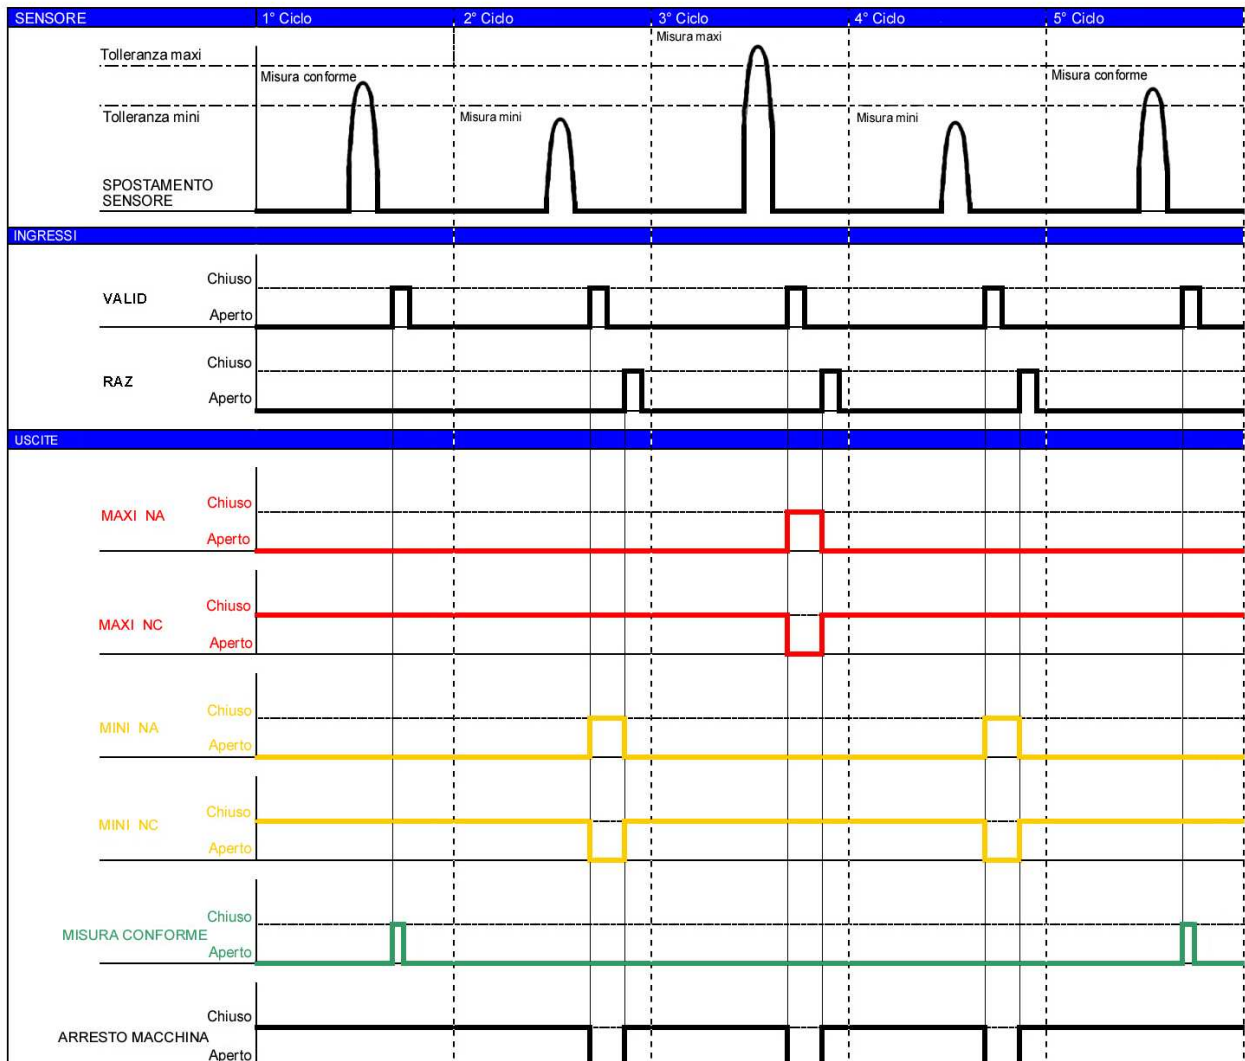 SENSORE 1° Ciclo 2° Ciclo 3° Ciclo 4° Ciclo 5° Ciclo
Misura maxi
Tolleranza maxi
Misura conforme
Misura conforme
Tolleranza mini
Misura mini
Misura mini
SPOSTAMENTO
SENSORE
INGRESSI
Chiuso
VALID
Aperto
Chiuso
RAZ
Aperto
USCITE
Chiuso
MAXI NA
Aperto
Chiuso
MAXI NC
Aperto
Chiuso
MINI NA
Aperto
Chiuso
MINI NC
Aperto
Chiuso
MISURA CONFORME
Aperto
Chiuso
ARRESTO MACCHINA
Aperto